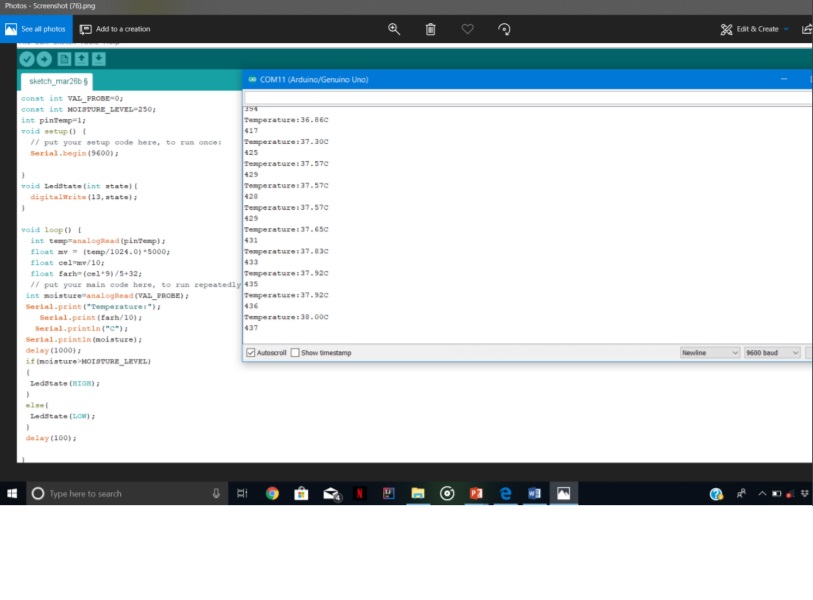 Photos - Screenshot (76).png
See all photos
Add to a creation
Edit & Create
sketch_mar26b §
const int VAL_PROBE=0;
const int MOISTURE_LEVEL=250;
int pinTemp=1;
void setup() {
// put your setup code here, to run once:
Serial.begin(9600);
}
void LedState(int state){
digitalWrite(13,state);
}
void loop() {
int temp=analogRead(pinTemp);
float mv = (temp/1024.0)*5000;
float cel=mv/10;
float farh=(cel*9)/5+32;
// put your main code here, to run repeatedly
int moisture=analogRead(VAL_PROBE);
Serial.print("Temperature:");
Serial.print(farh/10);
Serial.println("C");
Serial.println(moisture);
delay(1000);
if(moisture>MOISTURE_LEVEL)
{
LedState(HIGH);
}
else{
LedState(LOW);
}
delay(100);
}
COM11 (Arduino/Genuino Uno)
394
Temperature:36.86C
417
Temperature:37.30C
425
Temperature:37.57C
429
Temperature:37.57C
428
Temperature:37.57C
429
Temperature:37.65C
431
Temperature:37.83C
433
Temperature:37.92C
435
Temperature:37.92C
436
Temperature:38.00C
437
Autoscroll
Show timestamp
Newline
9600 baud
Type here to search
4